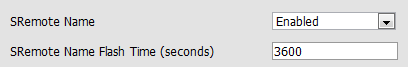 SRemote Name Enabled
SRemote Name Flash Time (seconds) 3600